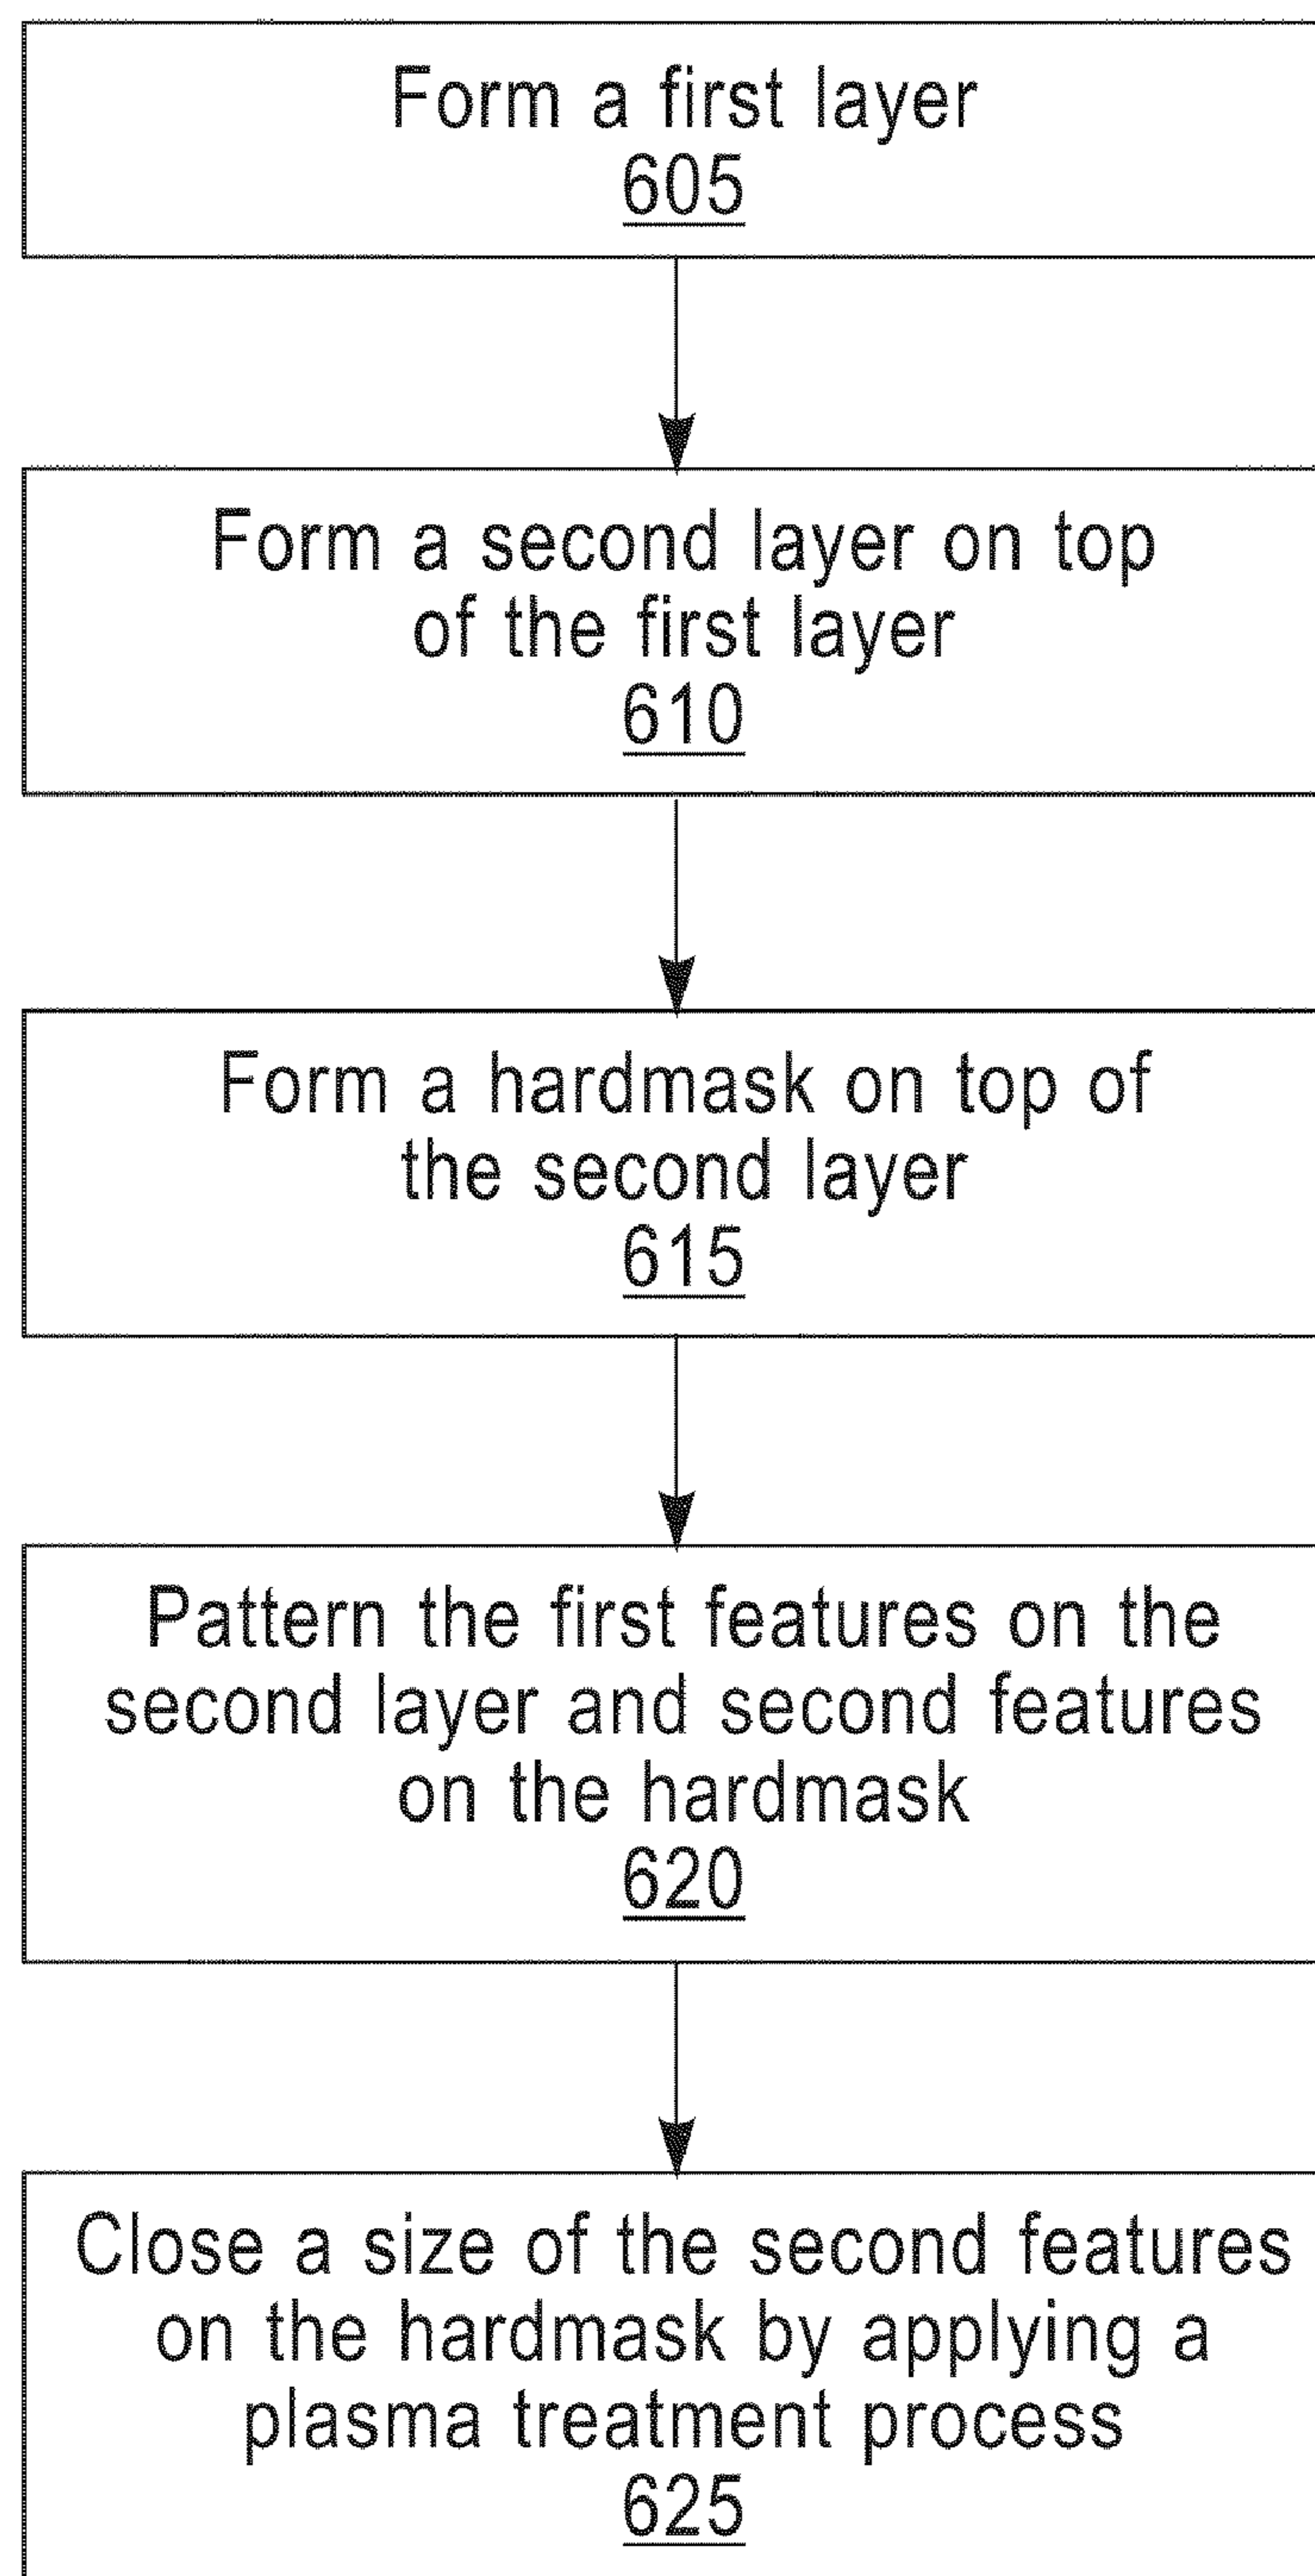 Form a first layer
605
Form a second layer on top
of the first layer
610
Form a hardmask on top of
the second layer
615
Pattern the first features on the
second layer and second features
on the hardmask
620
Close a size of the second features
on the hardmask by applying a
plasma treatment process
625